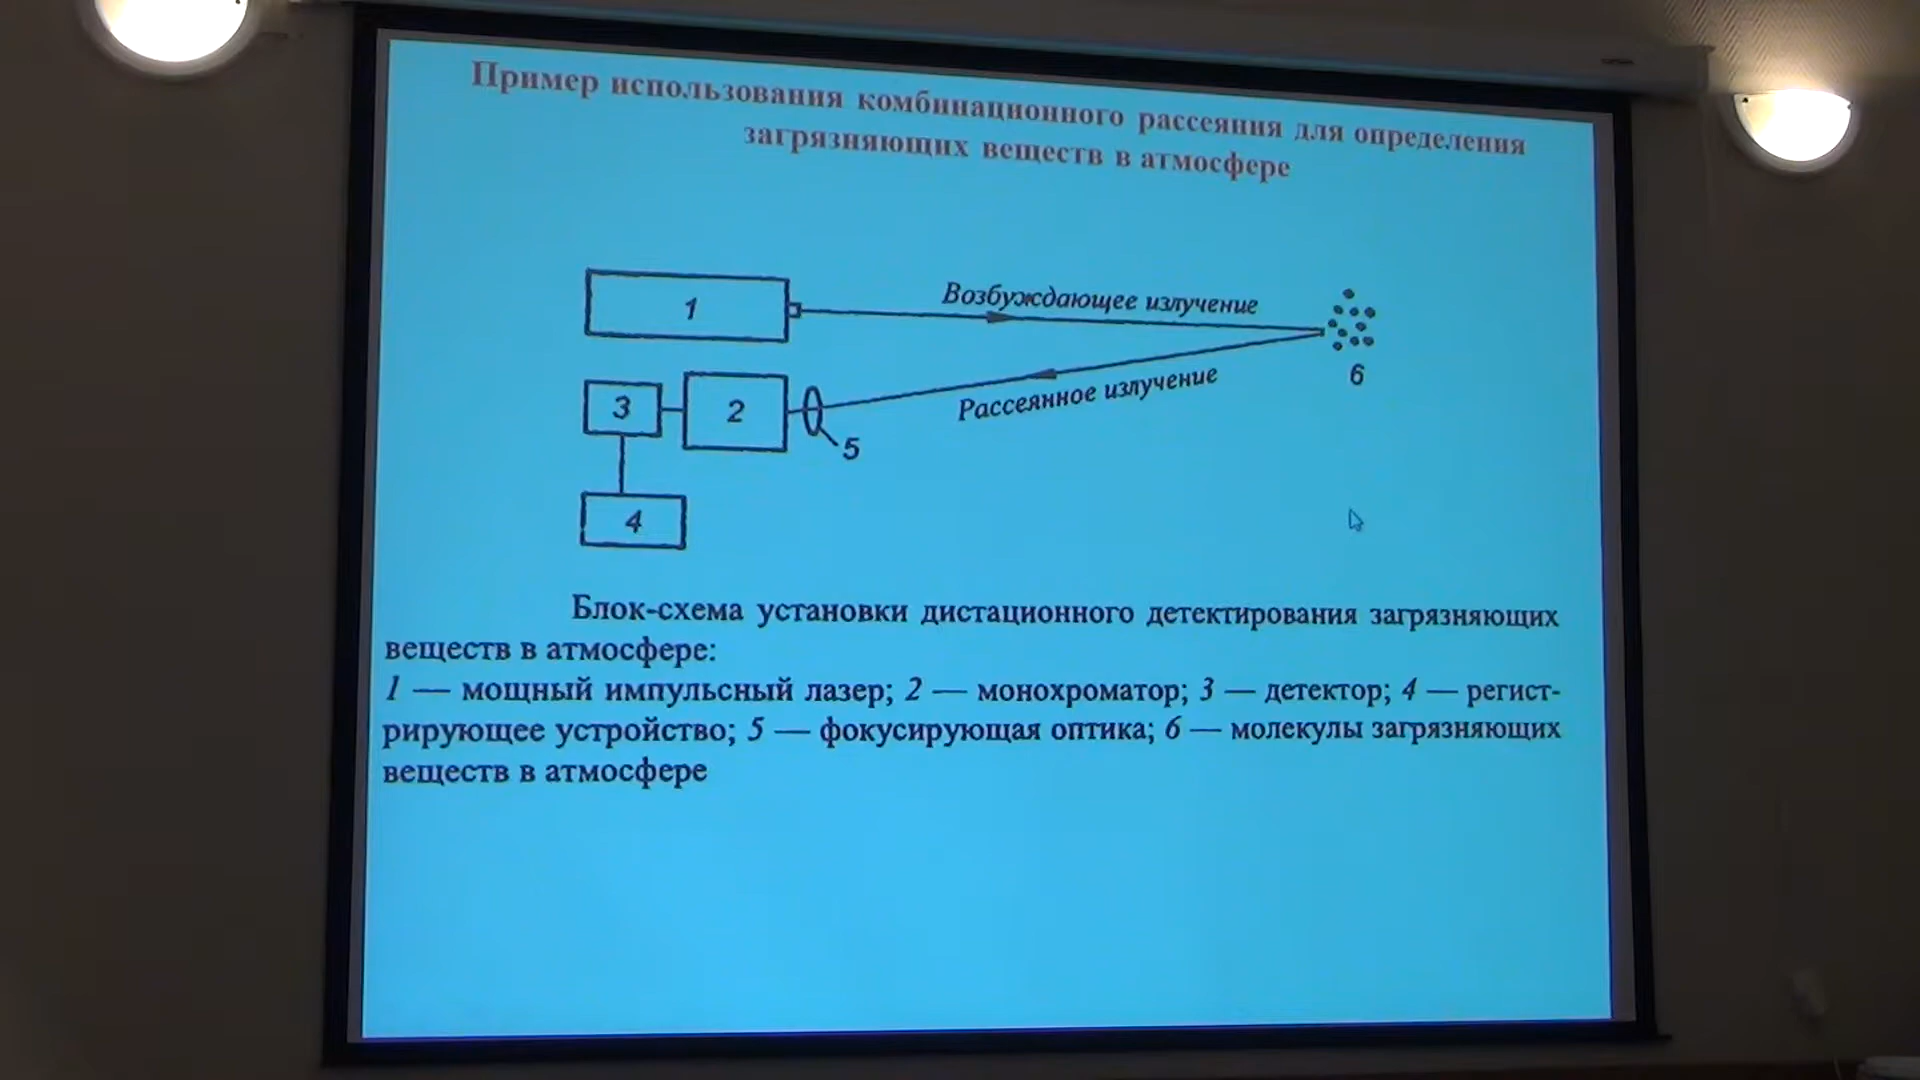 Пример использования комбинационного рассеяния для определения
загрязняющих веществ в атмосфере
1
Возбуждающее излучение
6
3
2
5
Рассеянное излучение
4
Блок-схема установки дистационного детектирования загрязняющих
веществ в атмосфере:
1 — мощный импульсный лазер; 2 — монохроматор; 3 — детектор; 4 — регист-
рирующее устройство; 5 — фокусирующая оптика; 6 — молекулы загрязняющих
веществ в атмосфере